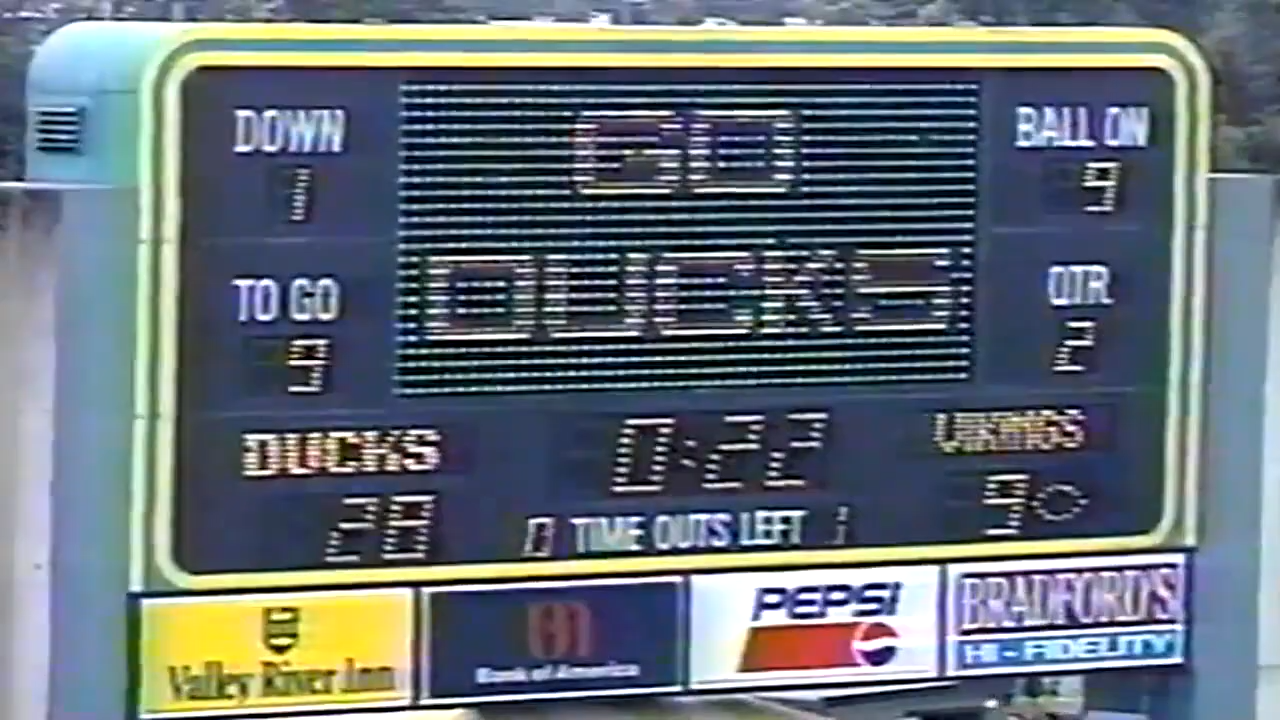 DOWN
1
GO
DUCKS
BALL ON
9
TO GO
9
QTR
2
DUCKS
28
0:22
VIKINGS
9
0 TIME OUTS LEFT 1
Valley River Inn
Bank of America
PEPSI
BRADFORD'S
HI-FIDELITY